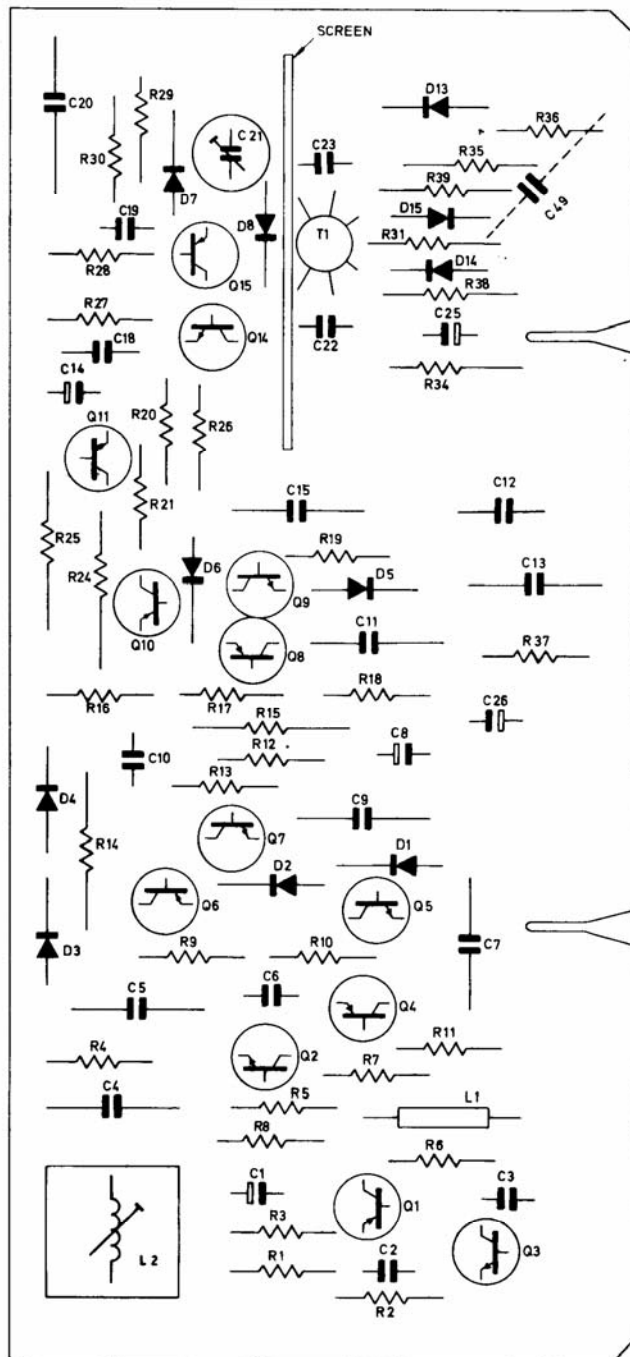 SCREEN
C20
R29
D13
R36
R30
C21
C23
R35
D7
R39
C49
C19
D8
D15
T1
R31
R28
Q15
D14
R38
R27
Q14
C22
C25
C18
C14
R34
Q11
R20
R26
R21
C15
C12
R25
R19
R24
D6
D5
C13
Q9
Q10
C11
Q8
R37
R16
R17
R18
C26
R15
C8
C10
R12
D4
R13
C9
R14
Q7
D2
D1
Q6
Q5
D3
R9
R10
C7
C5
C6
Q4
R4
Q2
R7
R11
C4
R5
L1
R8
R6
C1
Q1
C3
R3
L2
R1
C2
Q3
R2